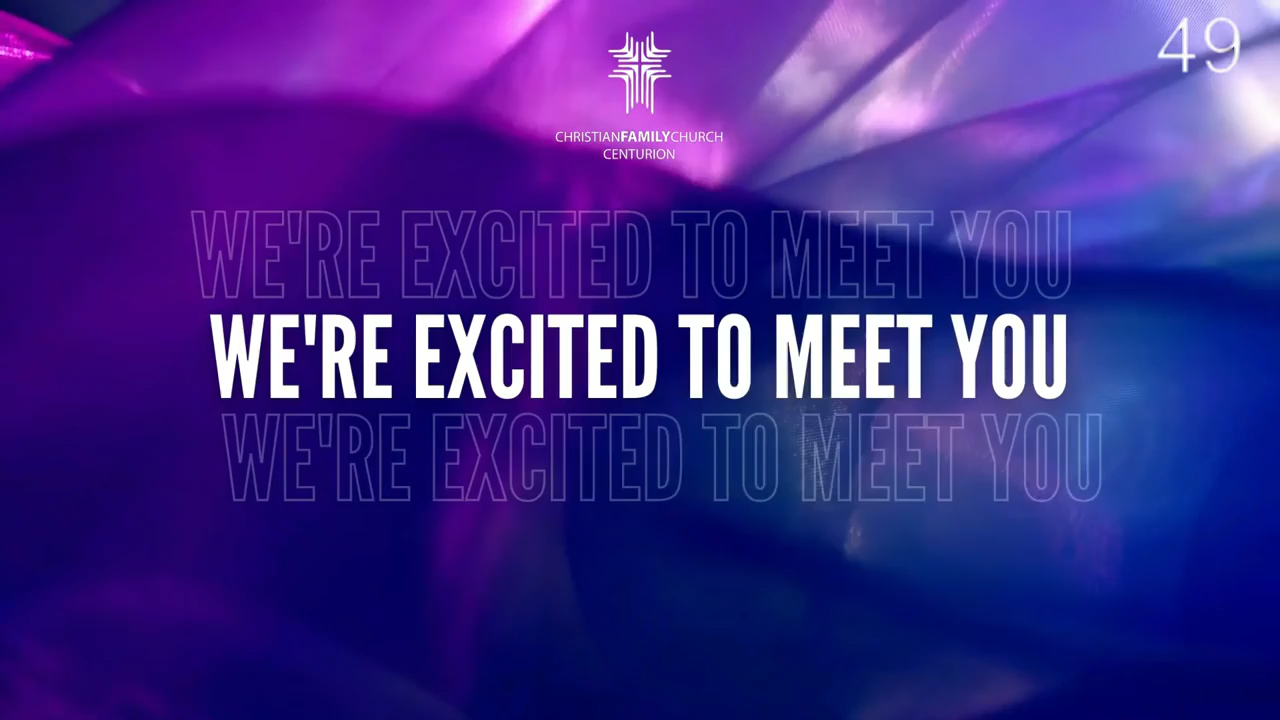 49
CHRISTIANFAMILYCHURCH
CENTURION
WE'RE EXCITED TO MEET YOU
WE'RE EXCITED TO MEET YOU
WE'RE EXCITED TO MEET YOU